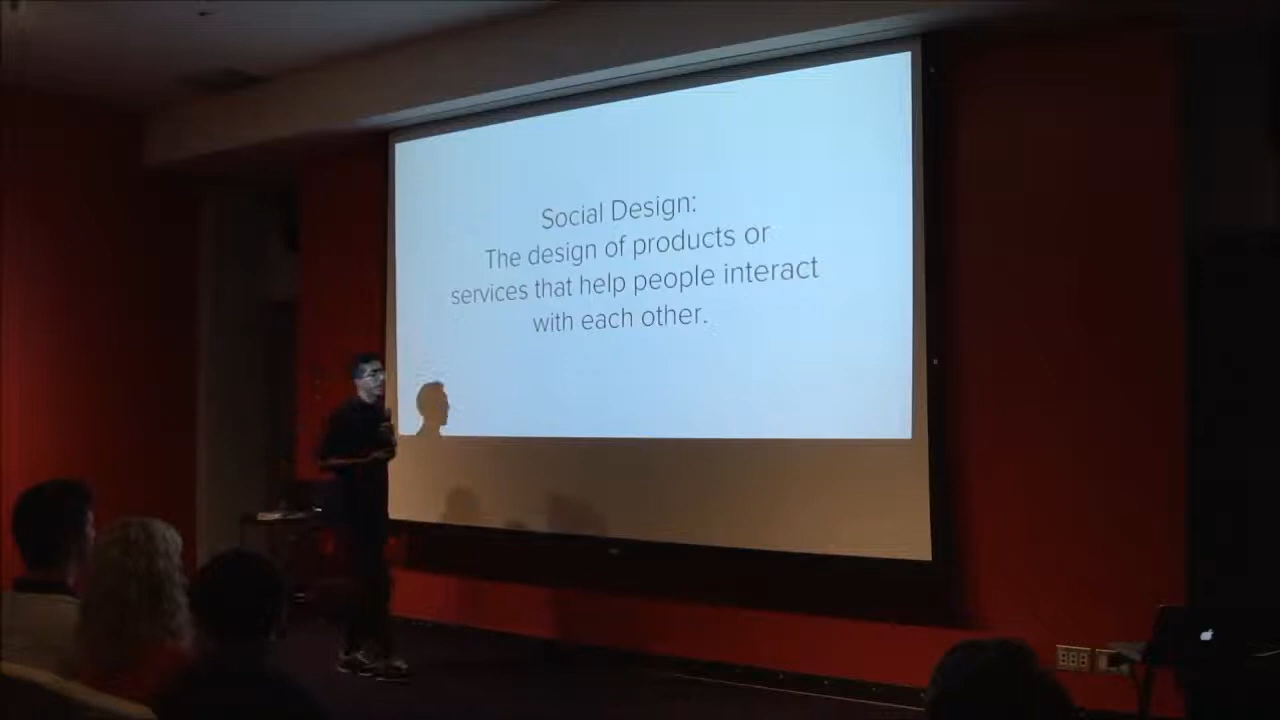 Social Design:
The design of products or
services that help people interact
with each other.